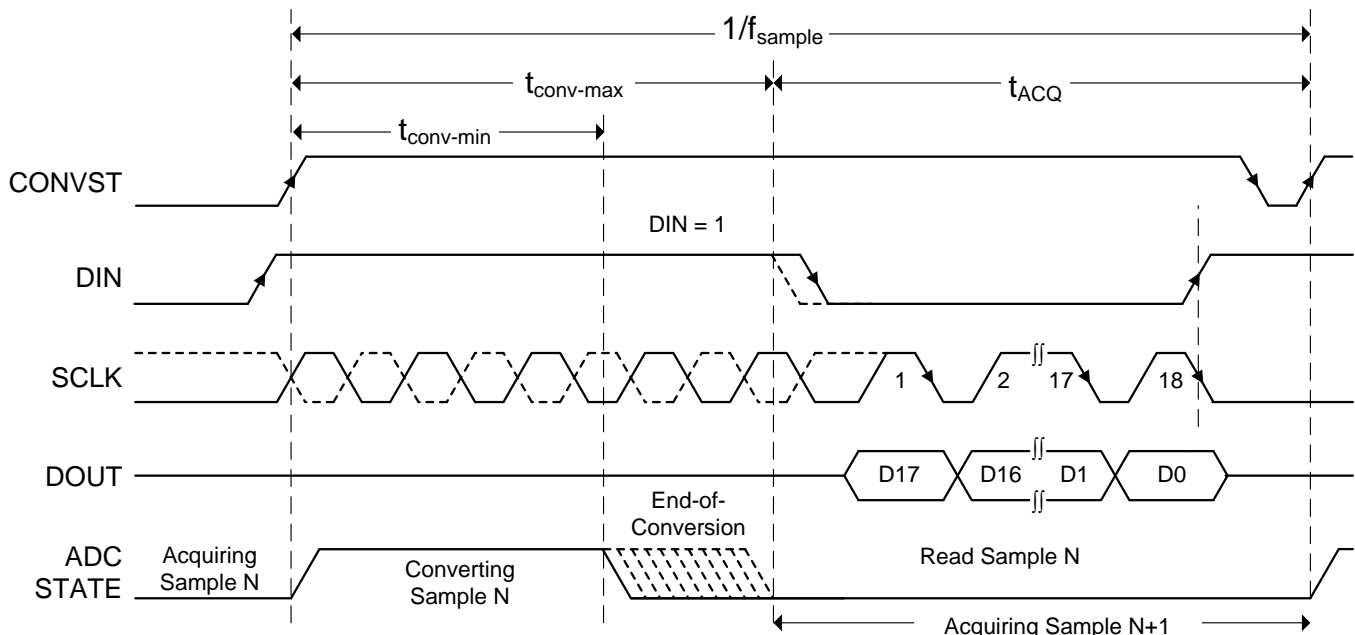 1/fsample
tconv-max
tACQ
tconv-min
CONVST
DIN = 1
DIN
SCLK
1
2
17
18
DOUT
D17
D16
D1
D0
End-of-
Conversion
ADC
STATE
Acquiring
Sample N
Converting
Sample N
Read Sample N
Acquiring Sample N+1